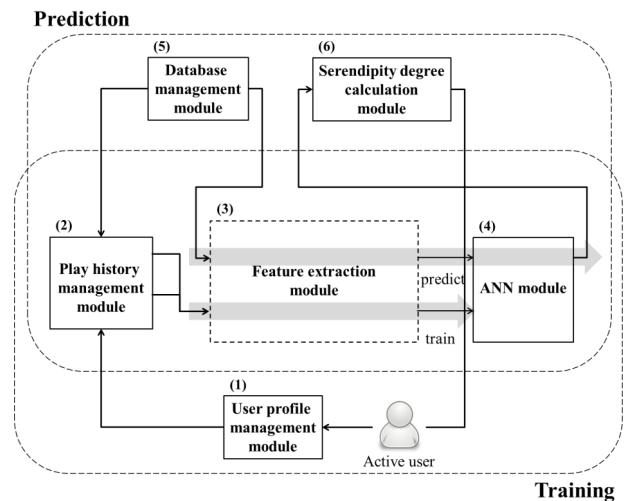 Prediction
(5)
Database
management
module
(6)
Serendipity degree
calculation
module
(2)
Play history
management
module
(3)
Feature extraction
module
predict
train
(4)
ANN module
(1)
User profile
management
module
Active user
Training